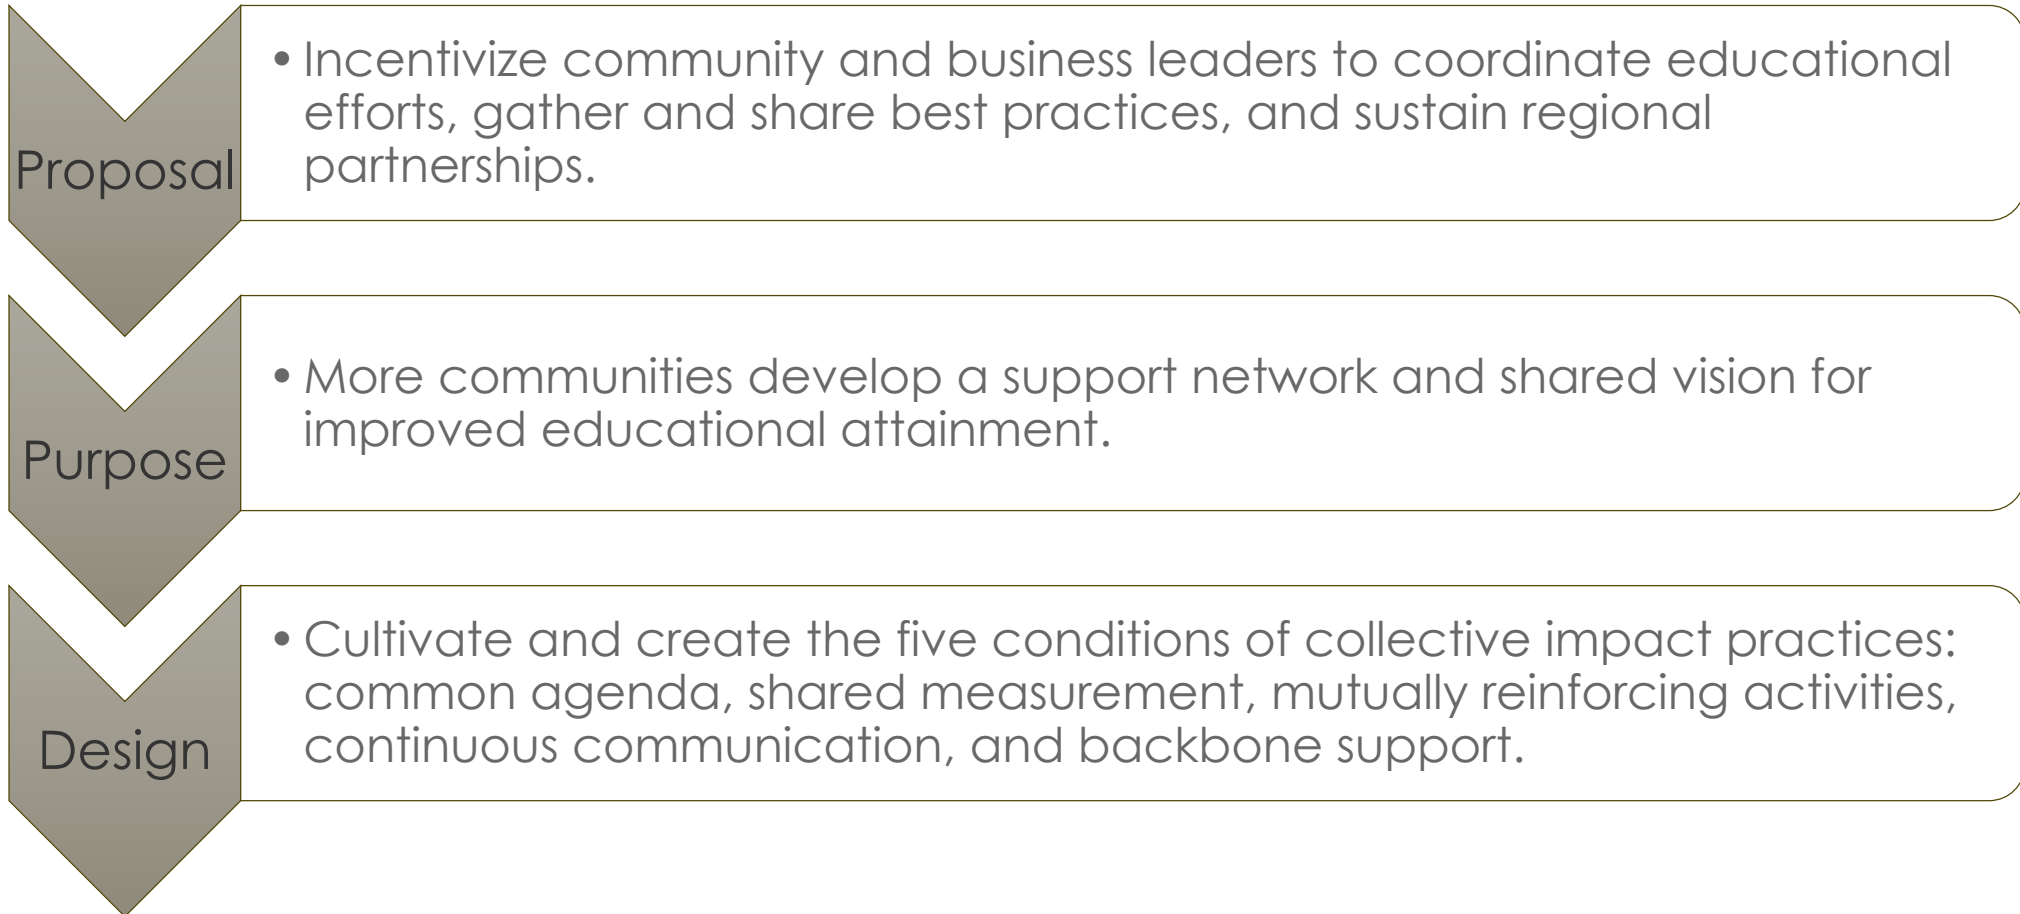 Proposal
• Incentivize community and business leaders to coordinate educational
efforts, gather and share best practices, and sustain regional
partnerships.
Purpose
• More communities develop a support network and shared vision for
improved educational attainment.
Design
• Cultivate and create the five conditions of collective impact practices:
common agenda, shared measurement, mutually reinforcing activities,
continuous communication, and backbone support.